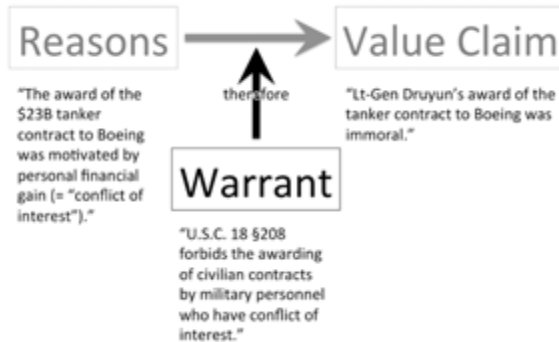 Reasons
Value Claim
"The award of the
$23B tanker
contract to Boeing
was motivated by
personal financial
gain (= "conflict of
interest")."
therefore
"Lt-Gen Druyun's award of the
tanker contract to Boeing was
immoral."
Warrant
"U.S.C. 18 §208
forbids the awarding
of civilian contracts
by military personnel
who have conflict of
interest."